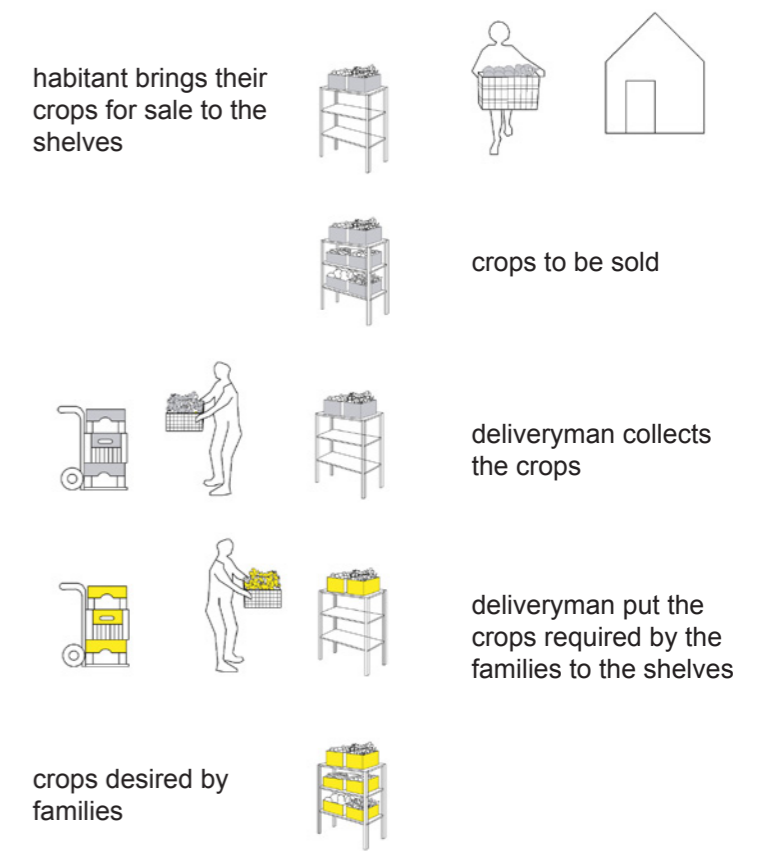 habitant brings their
crops for sale to the
shelves
crops to be sold
deliveryman collects
the crops
deliveryman put the
crops required by the
families to the shelves
crops desired by
families